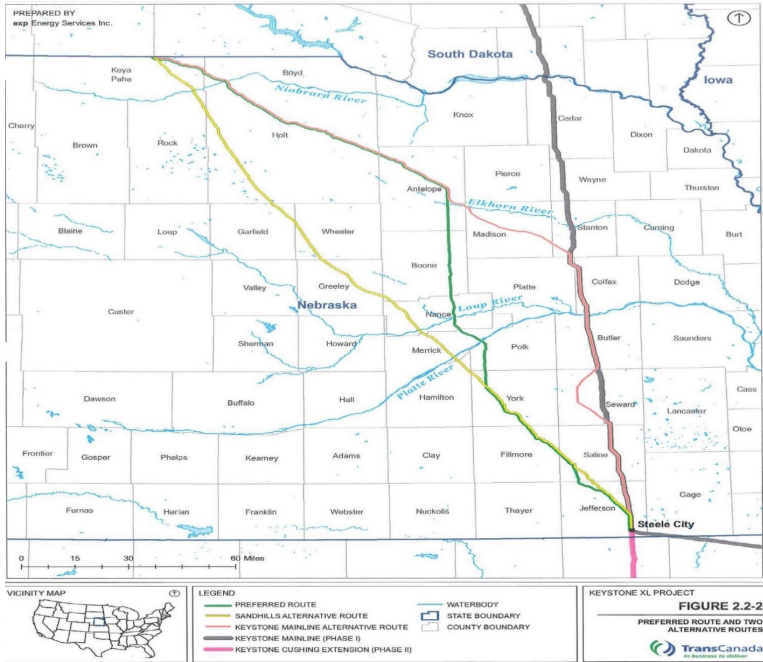 PREPARED BY
exp Energy Services Inc.
South Dakota
Iowa
Keya
Paha
Boyd
Niobrara River
Knox
Cedar
Cherry
Brown
Rock
Holt
Dixon
Dakota
Antelope
Pierce
Wayne
Thurston
Elkhorn River
Madison
Stanton
Cuming
Burt
Blaine
Loup
Garfield
Wheeler
Boone
Valley
Greeley
Platte
Colfax
Dodge
Nebraska
Loup River
Custer
Nance
Sherman
Howard
Merrick
Polk
Butler
Saunders
Platte River
Cass
Dawson
Buffalo
Hall
Hamilton
York
Seward
Lancaster
Otoe
Frontier
Gosper
Phelps
Kearney
Adams
Clay
Fillmore
Saline
Gage
Furnas
Harlan
Franklin
Webster
Nuckolls
Thayer
Jefferson
Steele City
0 15 30 60 Miles
VICINITY MAP
LEGEND
PREFERRED ROUTE
SANDHILLS ALTERNATIVE ROUTE
KEYSTONE MAINLINE ALTERNATIVE ROUTE
KEYSTONE MAINLINE (PHASE I)
KEYSTONE CUSHING EXTENSION (PHASE II)
WATERBODY
STATE BOUNDARY
COUNTY BOUNDARY
KEYSTONE XL PROJECT
FIGURE 2.2-2
PREFERRED ROUTE AND TWO
ALTERNATIVE ROUTES
TransCanada
In business to deliver